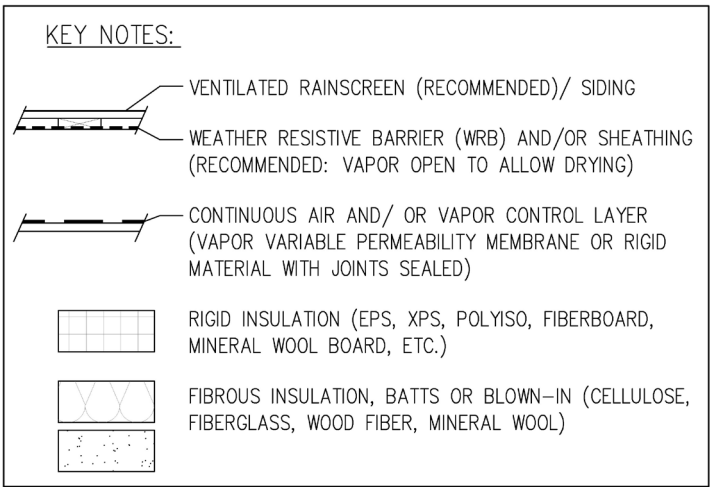 KEY NOTES:
VENTILATED RAINSCREEN (RECOMMENDED)/ SIDING
WEATHER RESISTIVE BARRIER (WRB) AND/OR SHEATHING
(RECOMMENDED: VAPOR OPEN TO ALLOW DRYING)
CONTINUOUS AIR AND/ OR VAPOR CONTROL LAYER
(VAPOR VARIABLE PERMEABILITY MEMBRANE OR RIGID
MATERIAL WITH JOINTS SEALED)
RIGID INSULATION (EPS, XPS, POLYISO, FIBERBOARD,
MINERAL WOOL BOARD, ETC.)
FIBROUS INSULATION, BATTS OR BLOWN-IN (CELLULOSE,
FIBERGLASS, WOOD FIBER, MINERAL WOOL)